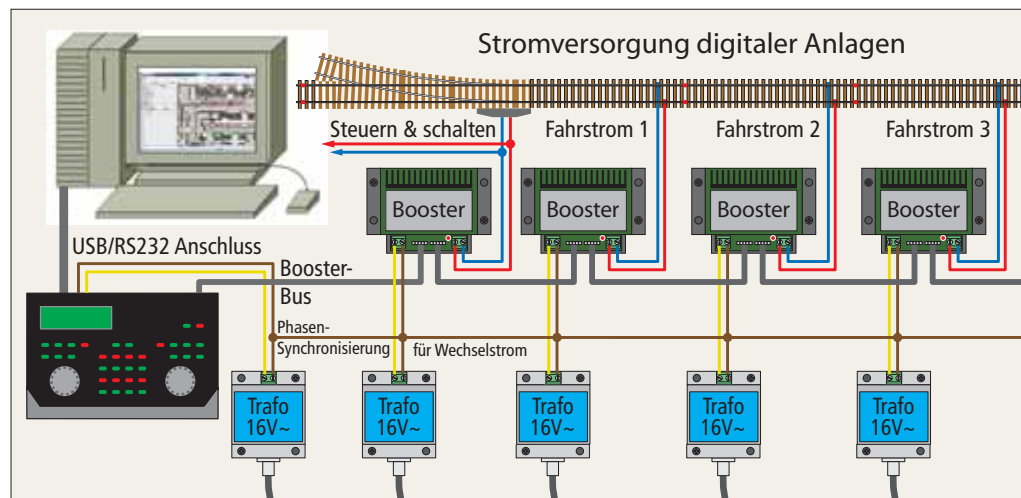 Stromversorgung digitaler Anlagen
Steuern & schalten
Fahrstrom 1
Fahrstrom 2
Fahrstrom 3
Booster
Booster
Booster
Booster
USB/RS232 Anschluss
Booster-
Bus
Phasen-
Synchronisierung
für Wechselstrom
Trafo
16V~
Trafo
16V~
Trafo
16V~
Trafo
16V~
Trafo
16V~